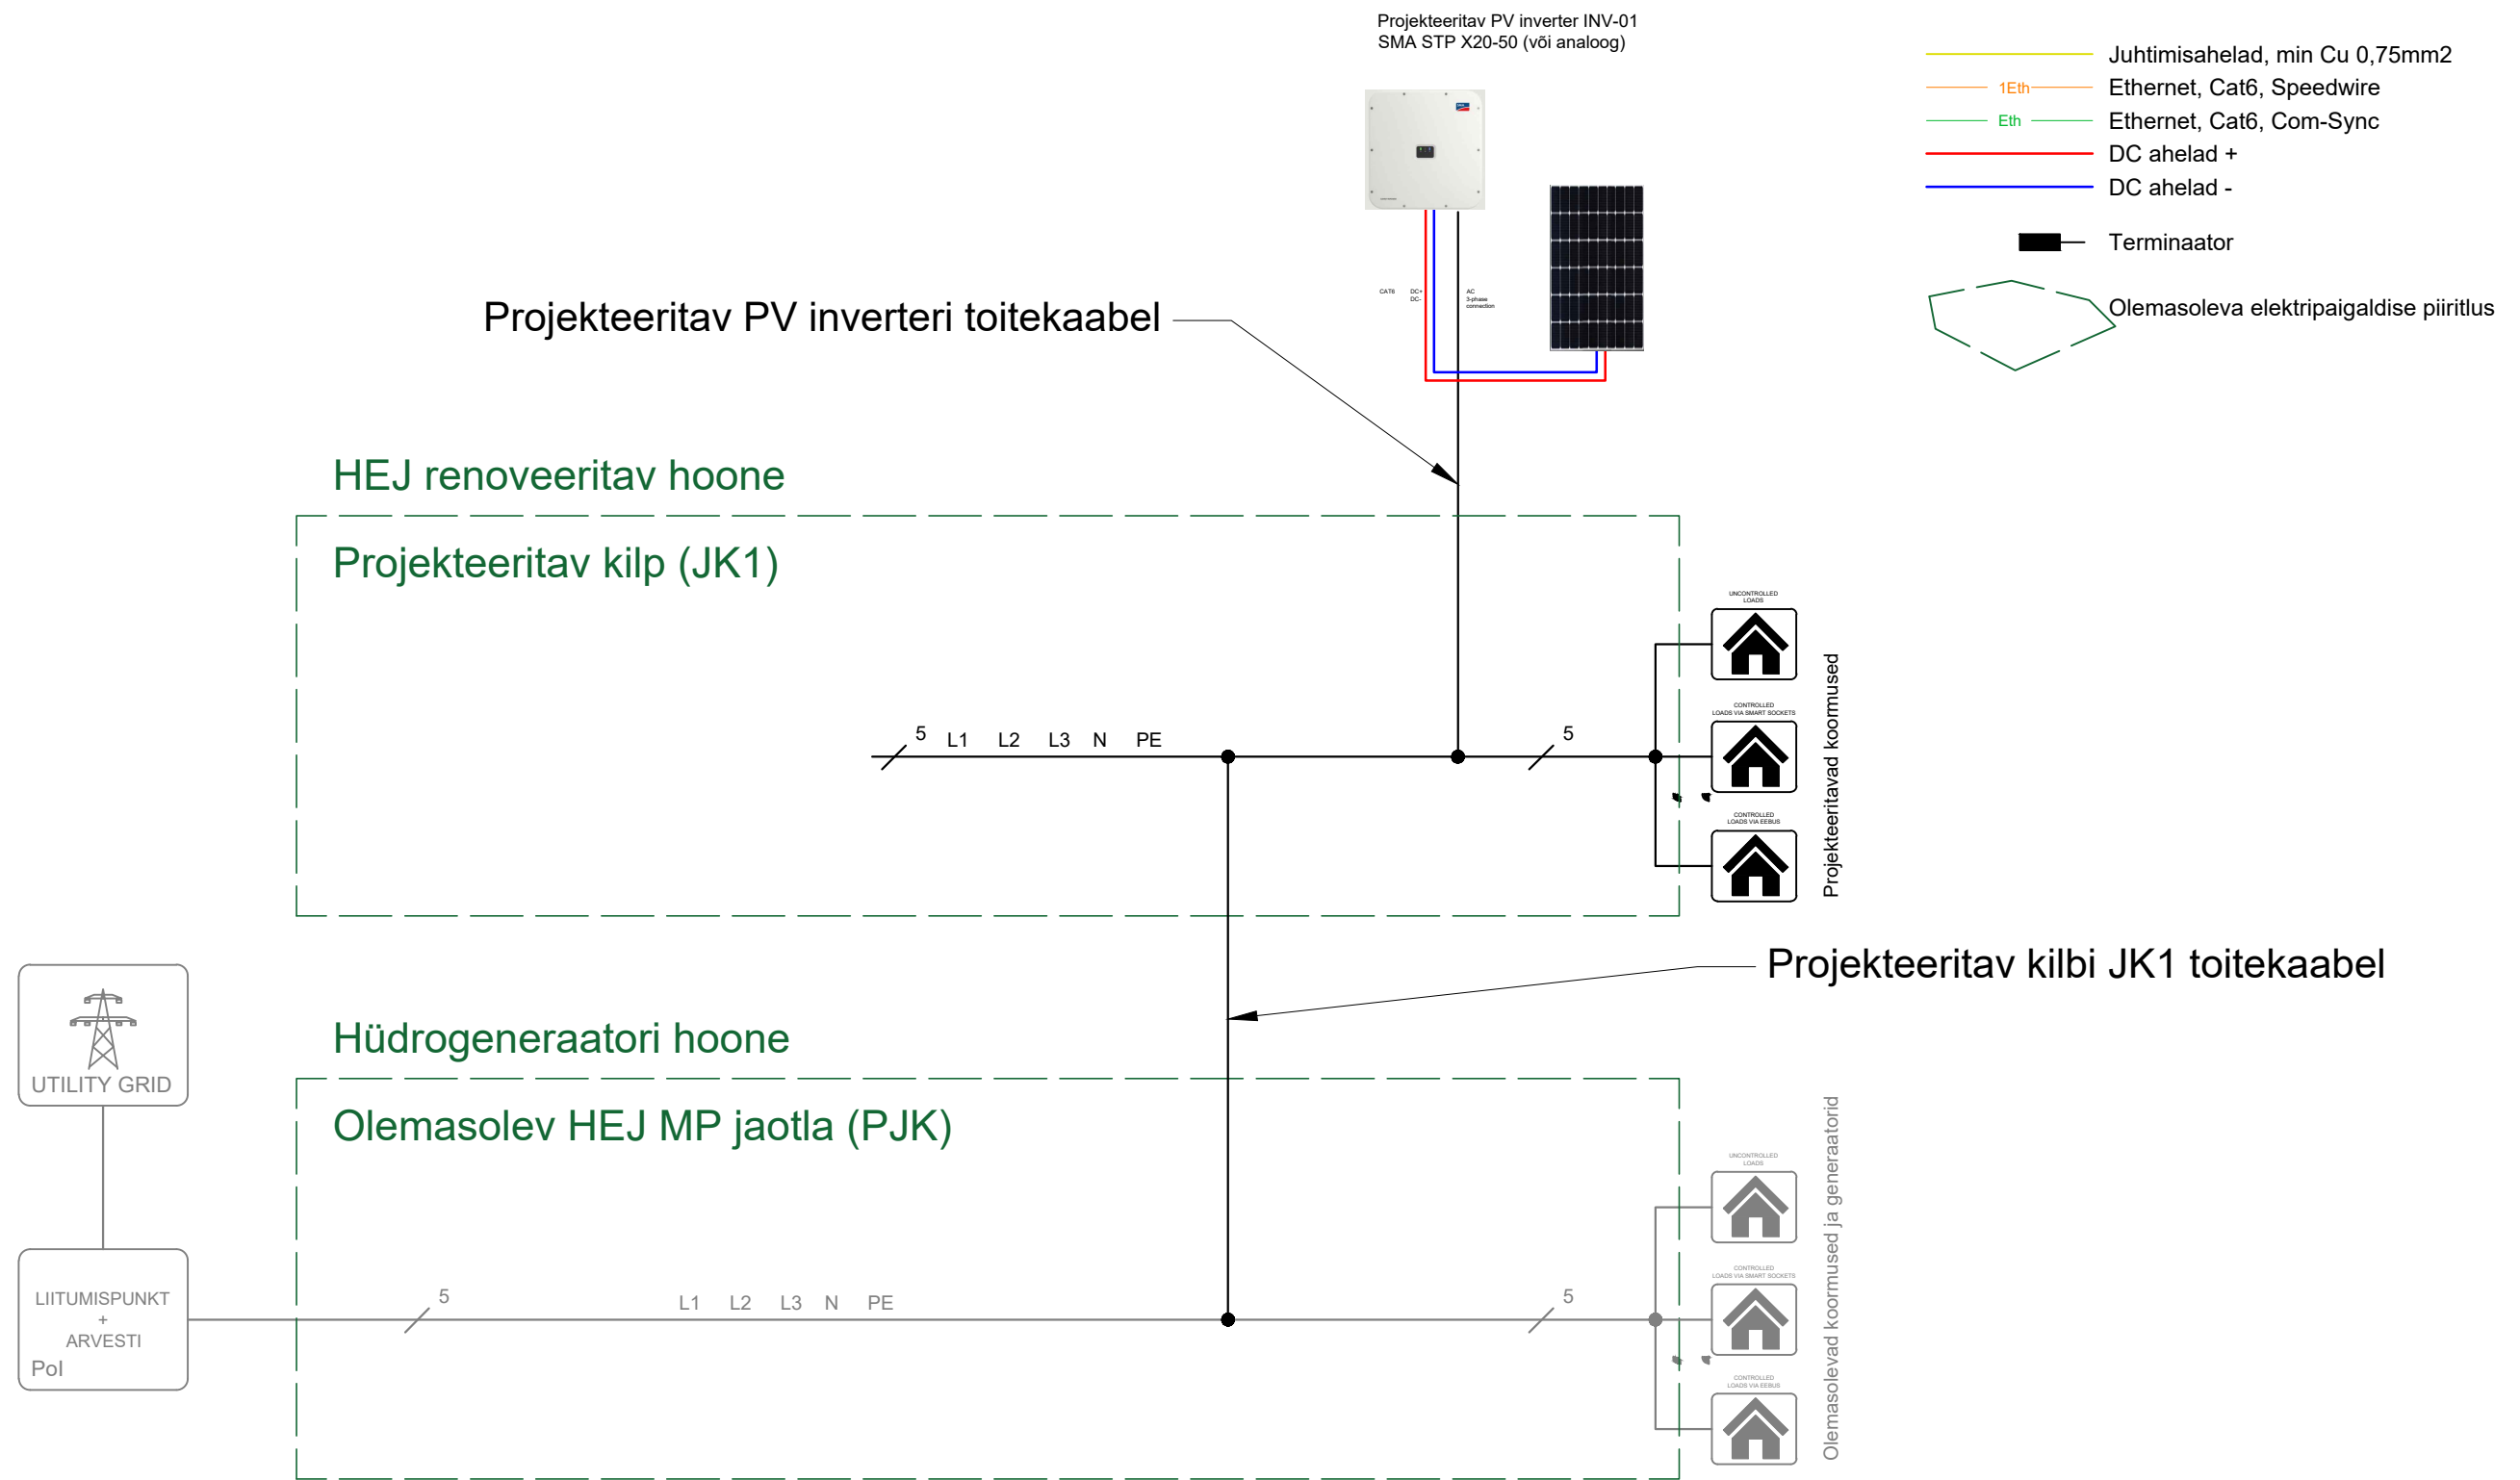 Projekteeritav PV inverter INV-01
SMA STP X20-50 (või analoog)
Juhtimisahelad, min Cu 0,75mm2
1Eth
Ethernet, Cat6, Speedwire
Eth
Ethernet, Cat6, Com-Sync
DC ahelad +
DC ahelad -
Terminaator
Olemasoleva elektripaigaldise piiritlus
CAT6
DC+
DC-
AC
3-phase
connection
Projekteeritav PV inverteri toitekaabel
HEJ renoveeritav hoone
Projekteeritav kilp (JK1)
UNCONTROLLED
LOADS
CONTROLLED
LOADS VIA SMART SOCKETS
CONTROLLED
LOADS VIA EEBUS
Projekteeritavad koormused
5 L1 L2 L3 N PE
5
Projekteeritav kilbi JK1 toitekaabel
UTILITY GRID
Hüdrogeneraatori hoone
Olemasolev HEJ MP jaotla (PJK)
LIITUMISPUNKT
+
ARVESTI
PoI
5 L1 L2 L3 N PE
5
UNCONTROLLED
LOADS
CONTROLLED
LOADS VIA SMART SOCKETS
CONTROLLED
LOADS VIA EEBUS
Olemasolevad koormused ja generaatorid